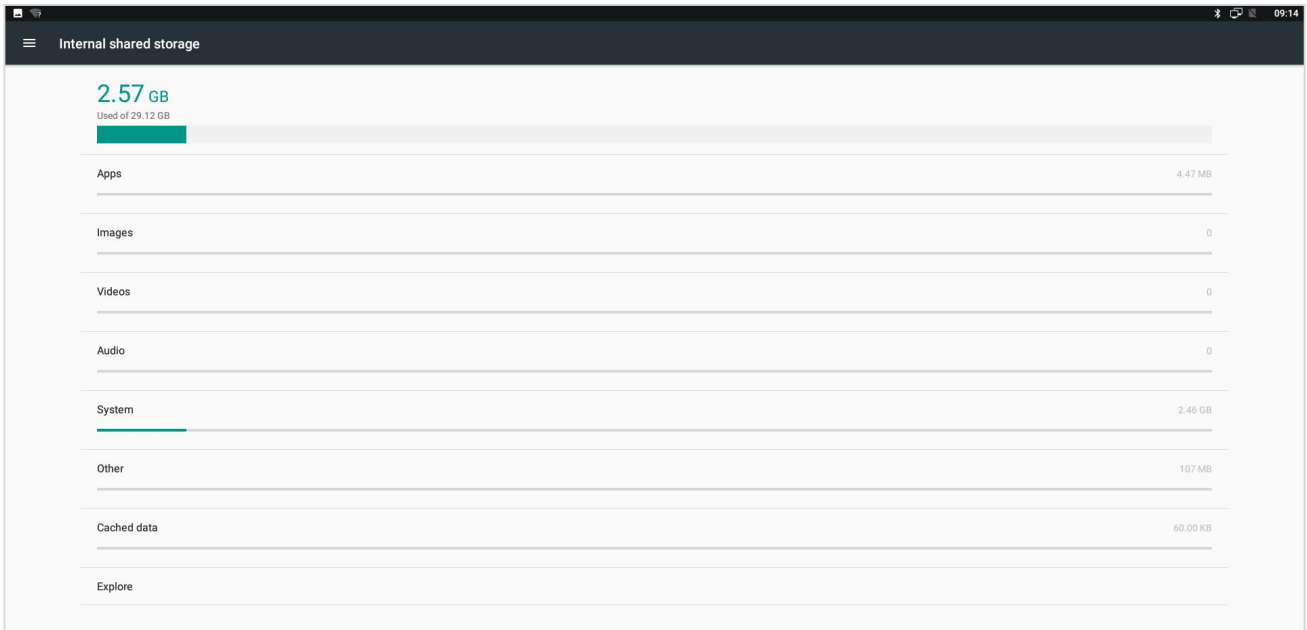 09:14
Internal shared storage
2.57 GB
Used of 29.12 GB
Apps 4.47 MB
Images 0
Videos 0
Audio 0
System 2.46 GB
Other 107 MB
Cached data 60.00 KB
Explore